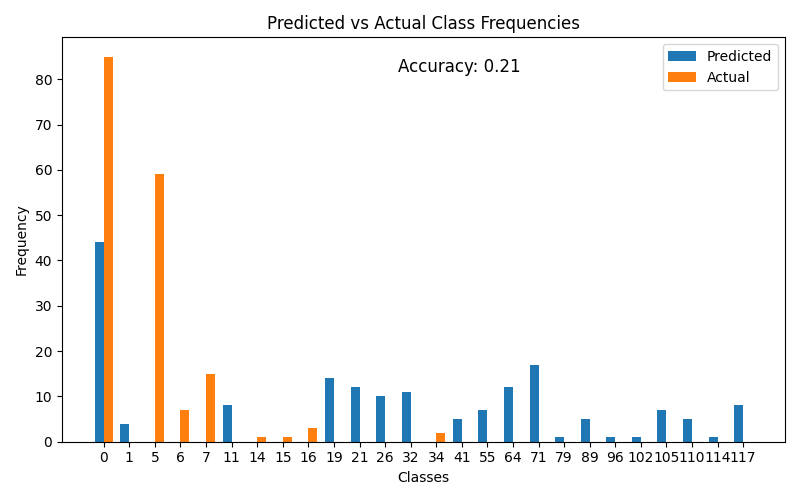 Predicted vs Actual Class Frequencies
Accuracy: 0.21
Predicted
Actual
Frequency
80
70
60
50
40
30
20
10
0
0 1 5 6 7 11 14 15 16 19 21 26 32 34 41 55 64 71 79 89 96 102 105 110 114 117
Classes